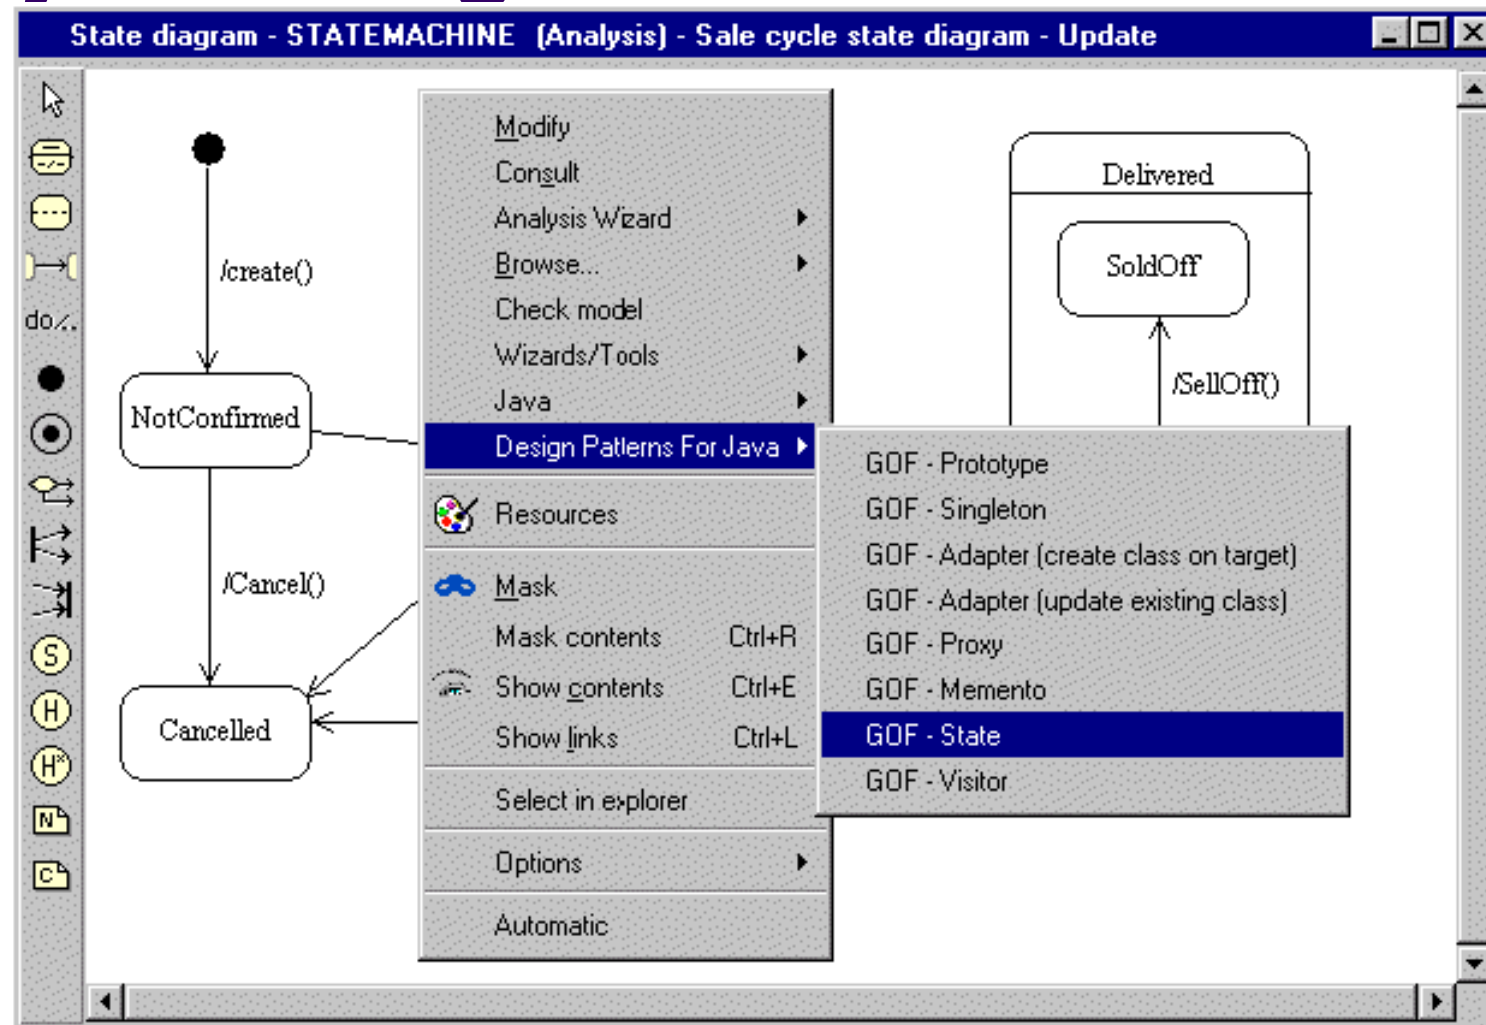 State diagram - STATEMACHINE (Analysis) - Sale cycle state diagram - Update
do
S
H
H*
N
C
/create()
NotConfirmed
/Cancel()
Cancelled
Modify
Consult
Analysis Wizard
Browse...
Check model
Wizards/Tools
Java
Design Patterns For Java
Resources
Mask
Mask contents Ctrl+R
Show contents Ctrl+E
Show links Ctrl+L
Select in explorer
Options
Automatic
GOF - Prototype
GOF - Singleton
GOF - Adapter (create class on target)
GOF - Adapter (update existing class)
GOF - Proxy
GOF - Memento
GOF - State
GOF - Visitor
Delivered
SoldOff
/SellOff()